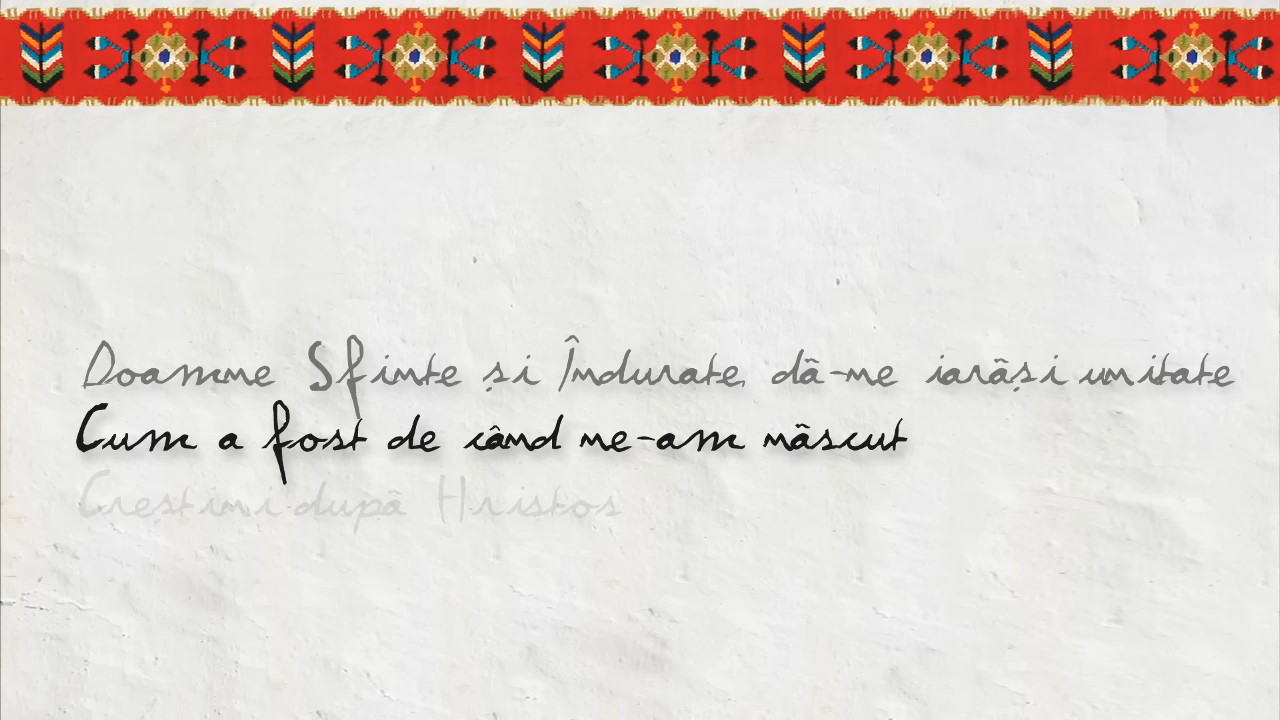 Doamne Sfinte și Îndurate, dă-ne iarăși unitate
Cum a fost de când ne-am născut
Creștini după Hristos